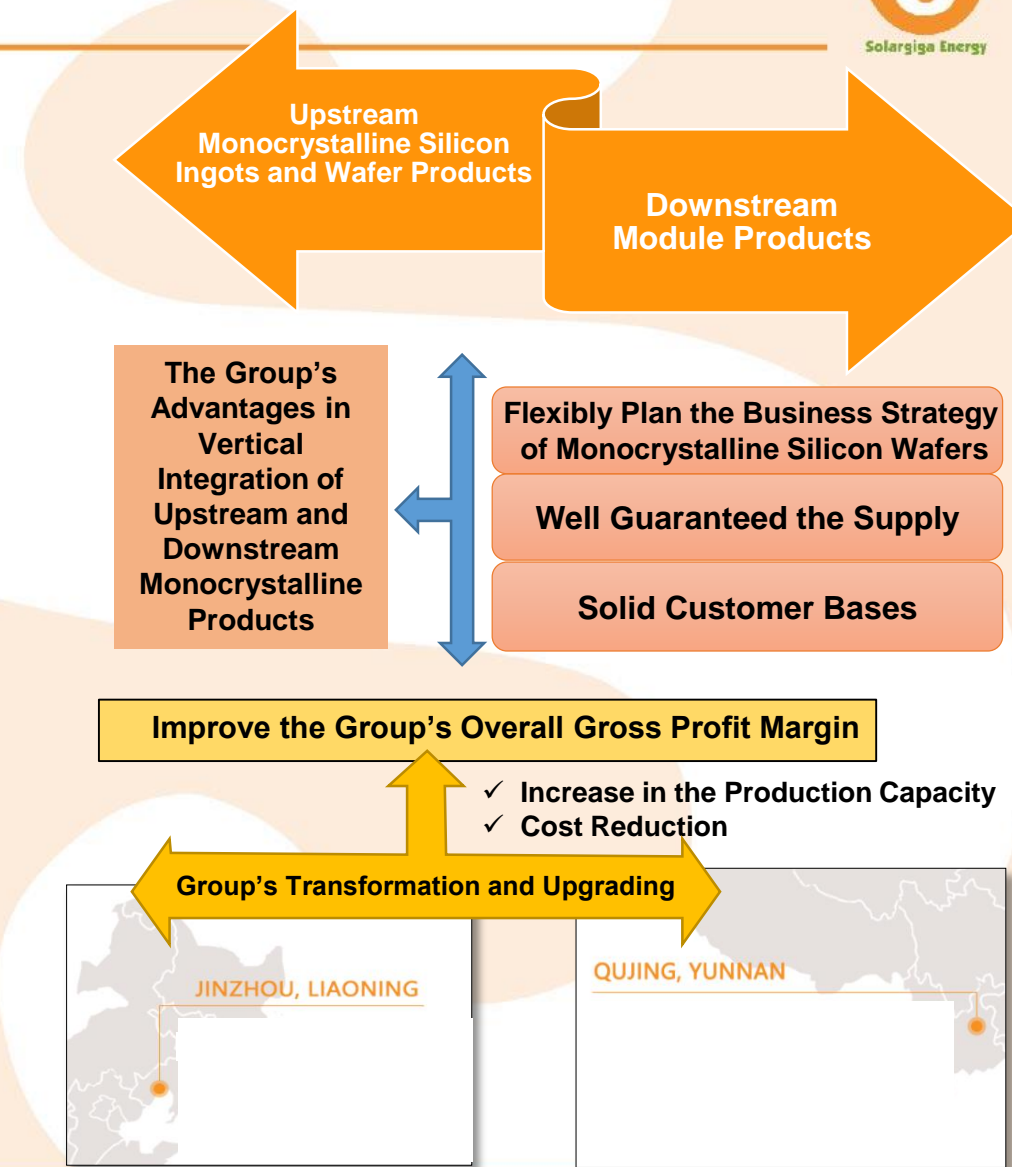 Solargiga Energy
Upstream
Monocrystalline Silicon
Ingots and Wafer Products
Downstream
Module Products
The Group's
Advantages in
Vertical
Integration of
Upstream and
Downstream
Monocrystalline
Products
Flexibly Plan the Business Strategy
of Monocrystalline Silicon Wafers
Well Guaranteed the Supply
Solid Customer Bases
Improve the Group's Overall Gross Profit Margin
✓ Increase in the Production Capacity
✓ Cost Reduction
Group's Transformation and Upgrading
JINZHOU, LIAONING
QUJING, YUNNAN